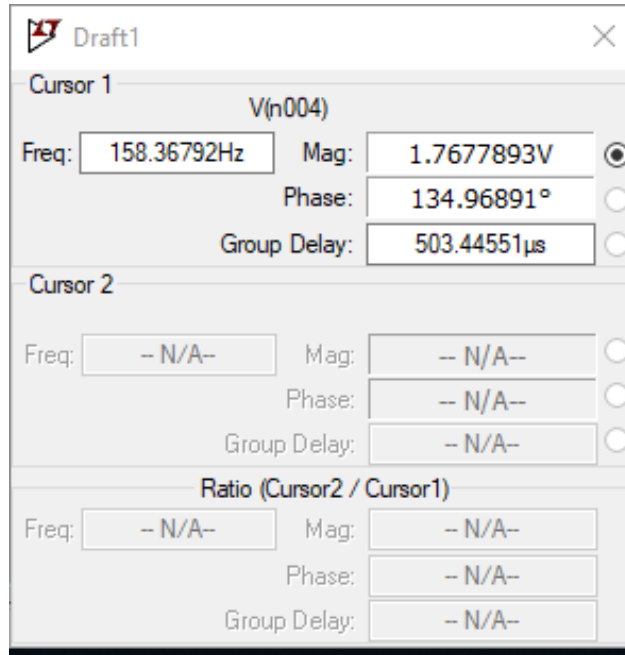 Draft1
Cursor 1
V(n004)
Freq: 158.36792Hz Mag: 1.7677893V
Phase: 134.96891°
Group Delay: 503.44551µs
Cursor 2
Freq: -- N/A-- Mag: -- N/A--
Phase: -- N/A--
Group Delay: -- N/A--
Ratio (Cursor2 / Cursor1)
Freq: -- N/A-- Mag: -- N/A--
Phase: -- N/A--
Group Delay: -- N/A--